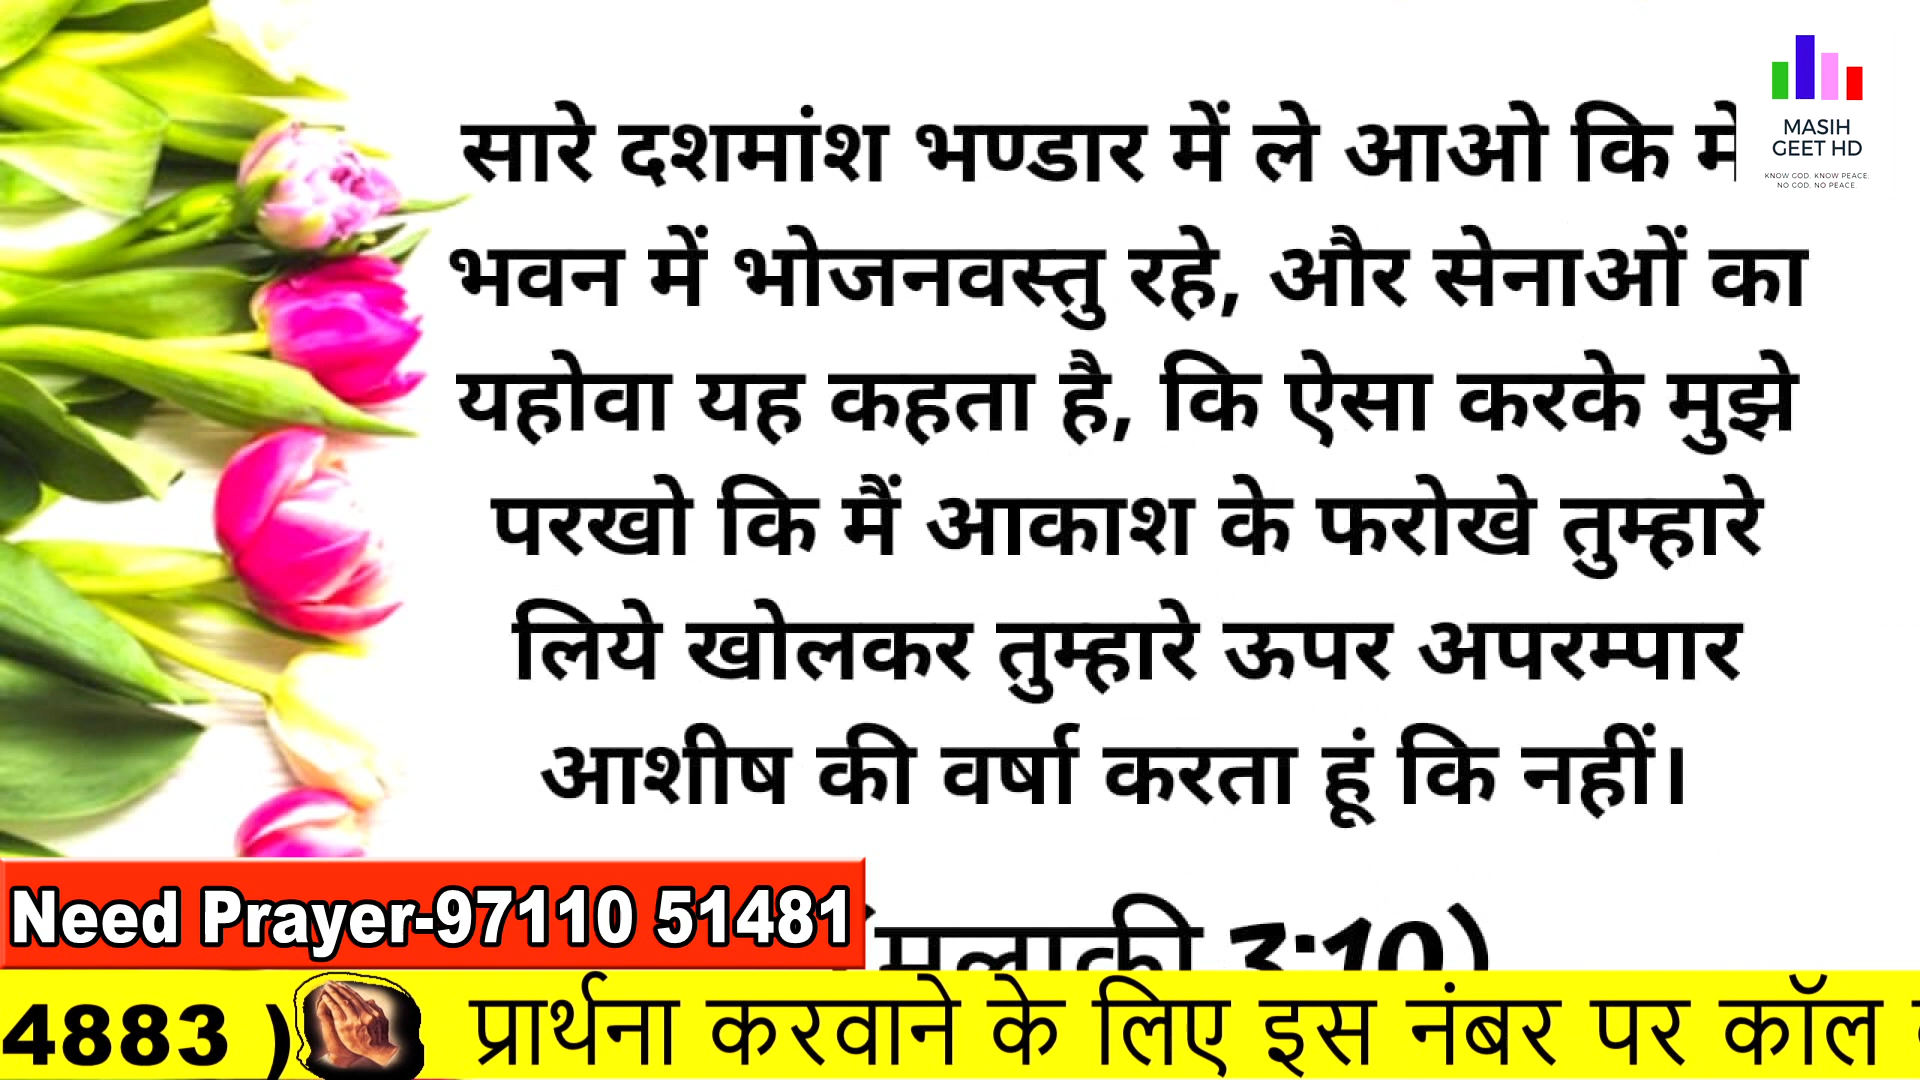 सारे दशमांश भण्डार में ले आओ कि मे
भवन में भोजनवस्तु रहे, और सेनाओं का
यहोवा यह कहता है, कि ऐसा करके मुझे
परखो कि मैं आकाश के फरोखे तुम्हारे
लिये खोलकर तुम्हारे ऊपर अपरम्पार
आशीष की वर्षा करता हूं कि नहीं।
(मलाकी 3:10)
MASIH
GEET HD
KNOW GOD. KNOW PEACE.
NO GOD. NO PEACE.
Need Prayer-97110 51481
4883 ) प्रार्थना करवाने के लिए इस नंबर पर कॉल